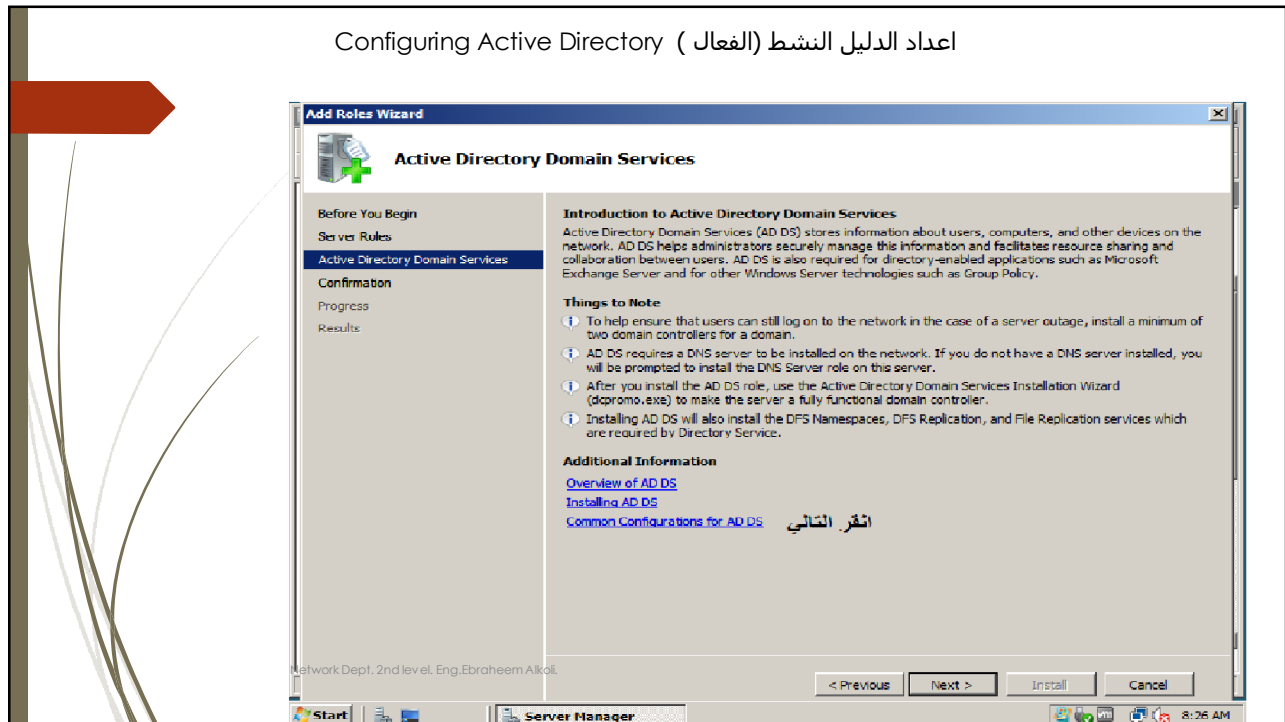 اعداد الدليل النشط (الفعال ) Configuring Active Directory
Add Roles Wizard
Active Directory Domain Services
Before You Begin
Server Roles
Active Directory Domain Services
Confirmation
Progress
Results
Introduction to Active Directory Domain Services
Active Directory Domain Services (AD DS) stores information about users, computers, and other devices on the
network. AD DS helps administrators securely manage this information and facilitates resource sharing and
collaboration between users. AD DS is also required for directory-enabled applications such as Microsoft
Exchange Server and for other Windows Server technologies such as Group Policy.
Things to Note
To help ensure that users can still log on to the network in the case of a server outage, install a minimum of
two domain controllers for a domain.
AD DS requires a DNS server to be installed on the network. If you do not have a DNS server installed, you
will be prompted to install the DNS Server role on this server.
After you install the AD DS role, use the Active Directory Domain Services Installation Wizard
(dcpromo.exe) to make the server a fully functional domain controller.
Installing AD DS will also install the DFS Namespaces, DFS Replication, and File Replication services which
are required by Directory Service.
Additional Information
Overview of AD DS
Installing AD DS
Common Configurations for AD DS انقر التالي
Network Dept. 2nd level. Eng.Ebraheem Alkoli.
< Previous Next > Install Cancel
Start Server Manager 8:26 AM